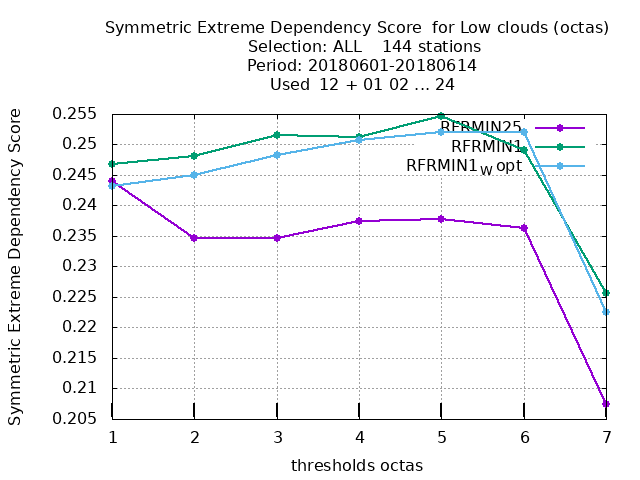 Symmetric Extreme Dependency Score  for Low clouds (octas)
Selection: ALL    144 stations
Period: 20180601-20180614
Used  12 + 01 02 ... 24
Symmetric Extreme Dependency Score
0.255
0.25
0.245
0.24
0.235
0.23
0.225
0.22
0.215
0.21
0.205
RFRMIN25
RFRMIN1
RFRMIN1W opt
1 2 3 4 5 6 7
thresholds octas